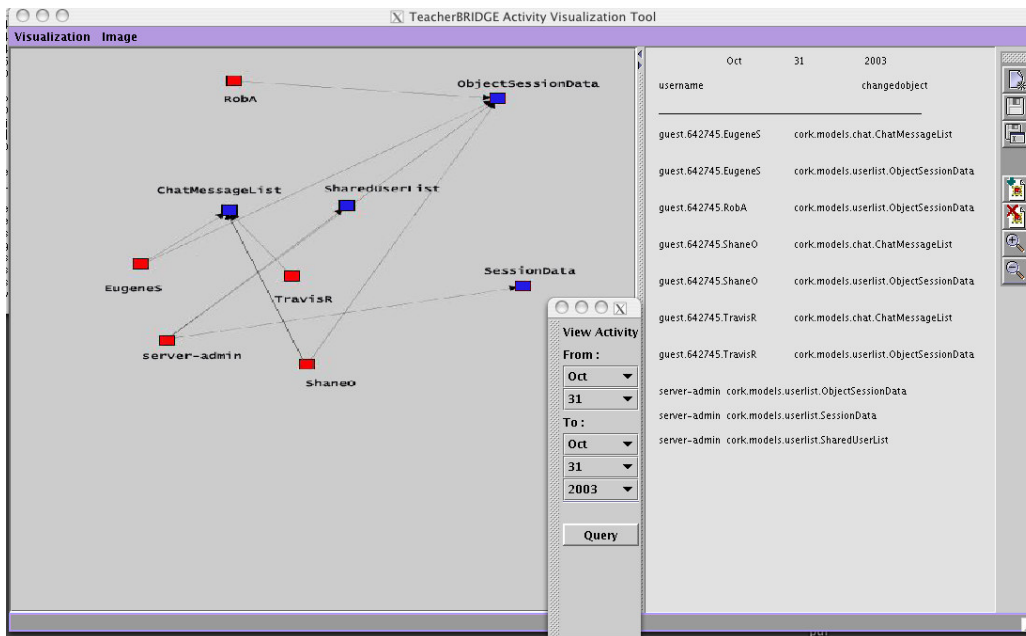 TeacherBRIDGE Activity Visualization Tool
Visualization Image
RobA
ObjectSessionData
ChatMessageList
SharedUserList
EugeneS
TravisR
SessionData
server-admin
ShaneO
View Activity
From :
Oct
31
To :
Oct
31
2003
Query
Oct 31 2003
username changedobject
guest.642745.EugeneS cork.models.chat.ChatMessageList
guest.642745.EugeneS cork.models.userlist.ObjectSessionData
guest.642745.RobA cork.models.userlist.ObjectSessionData
guest.642745.ShaneO cork.models.chat.ChatMessageList
guest.642745.ShaneO cork.models.userlist.ObjectSessionData
guest.642745.TravisR cork.models.chat.ChatMessageList
guest.642745.TravisR cork.models.userlist.ObjectSessionData
server-admin cork.models.userlist.ObjectSessionData
server-admin cork.models.userlist.SessionData
server-admin cork.models.userlist.SharedUserList